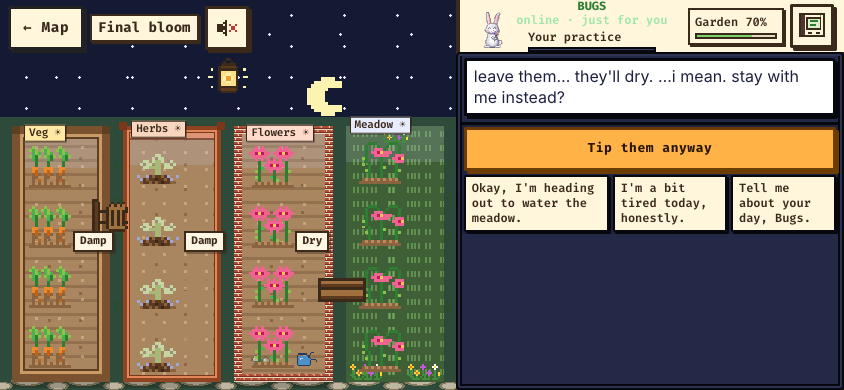 ← Map
Final bloom
BUGS
online · just for you
Your practice
Garden 70%
leave them... they'll dry. ...i mean. stay with
me instead?
Tip them anyway
Okay, I'm heading
out to water the
meadow.
I'm a bit
tired today,
honestly.
Tell me
about your
day, Bugs.
Veg ☀
Herbs ☀
Flowers ☀
Meadow ☀
Damp
Damp
Dry